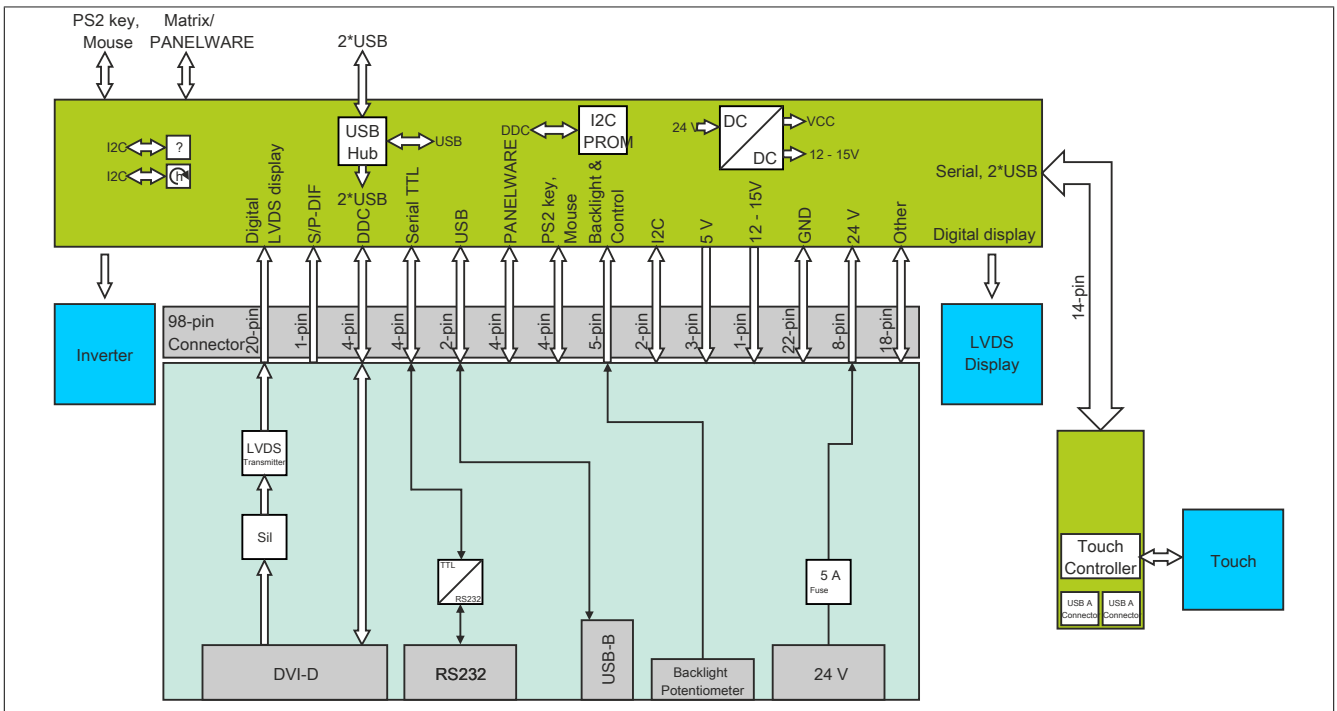 PS2 key,
Mouse
Matrix/
PANELWARE
2*USB
I2C
?
I2C
h
USB
Hub
USB
2*USB
DDC
I2C
PROM
24 V
DC
DC
VCC
12 - 15V
Serial, 2*USB
Digital display
Digital
LVDS display
S/P-DIF
DDC
Serial TTL
USB
PANELWARE
PS2 key,
Mouse
Backlight &
Control
I2C
5 V
12 - 15V
GND
24 V
Other
14-pin
Inverter
98-pin
Connector
20-pin
1-pin
4-pin
4-pin
2-pin
4-pin
4-pin
5-pin
2-pin
3-pin
1-pin
22-pin
8-pin
18-pin
LVDS
Display
LVDS
Transmitter
Sil
TTL
RS232
5 A
Fuse
Touch
Controller
Touch
USB A
Connecto
USB A
Connecto
DVI-D
RS232
USB-B
Backlight
Potentiometer
24 V